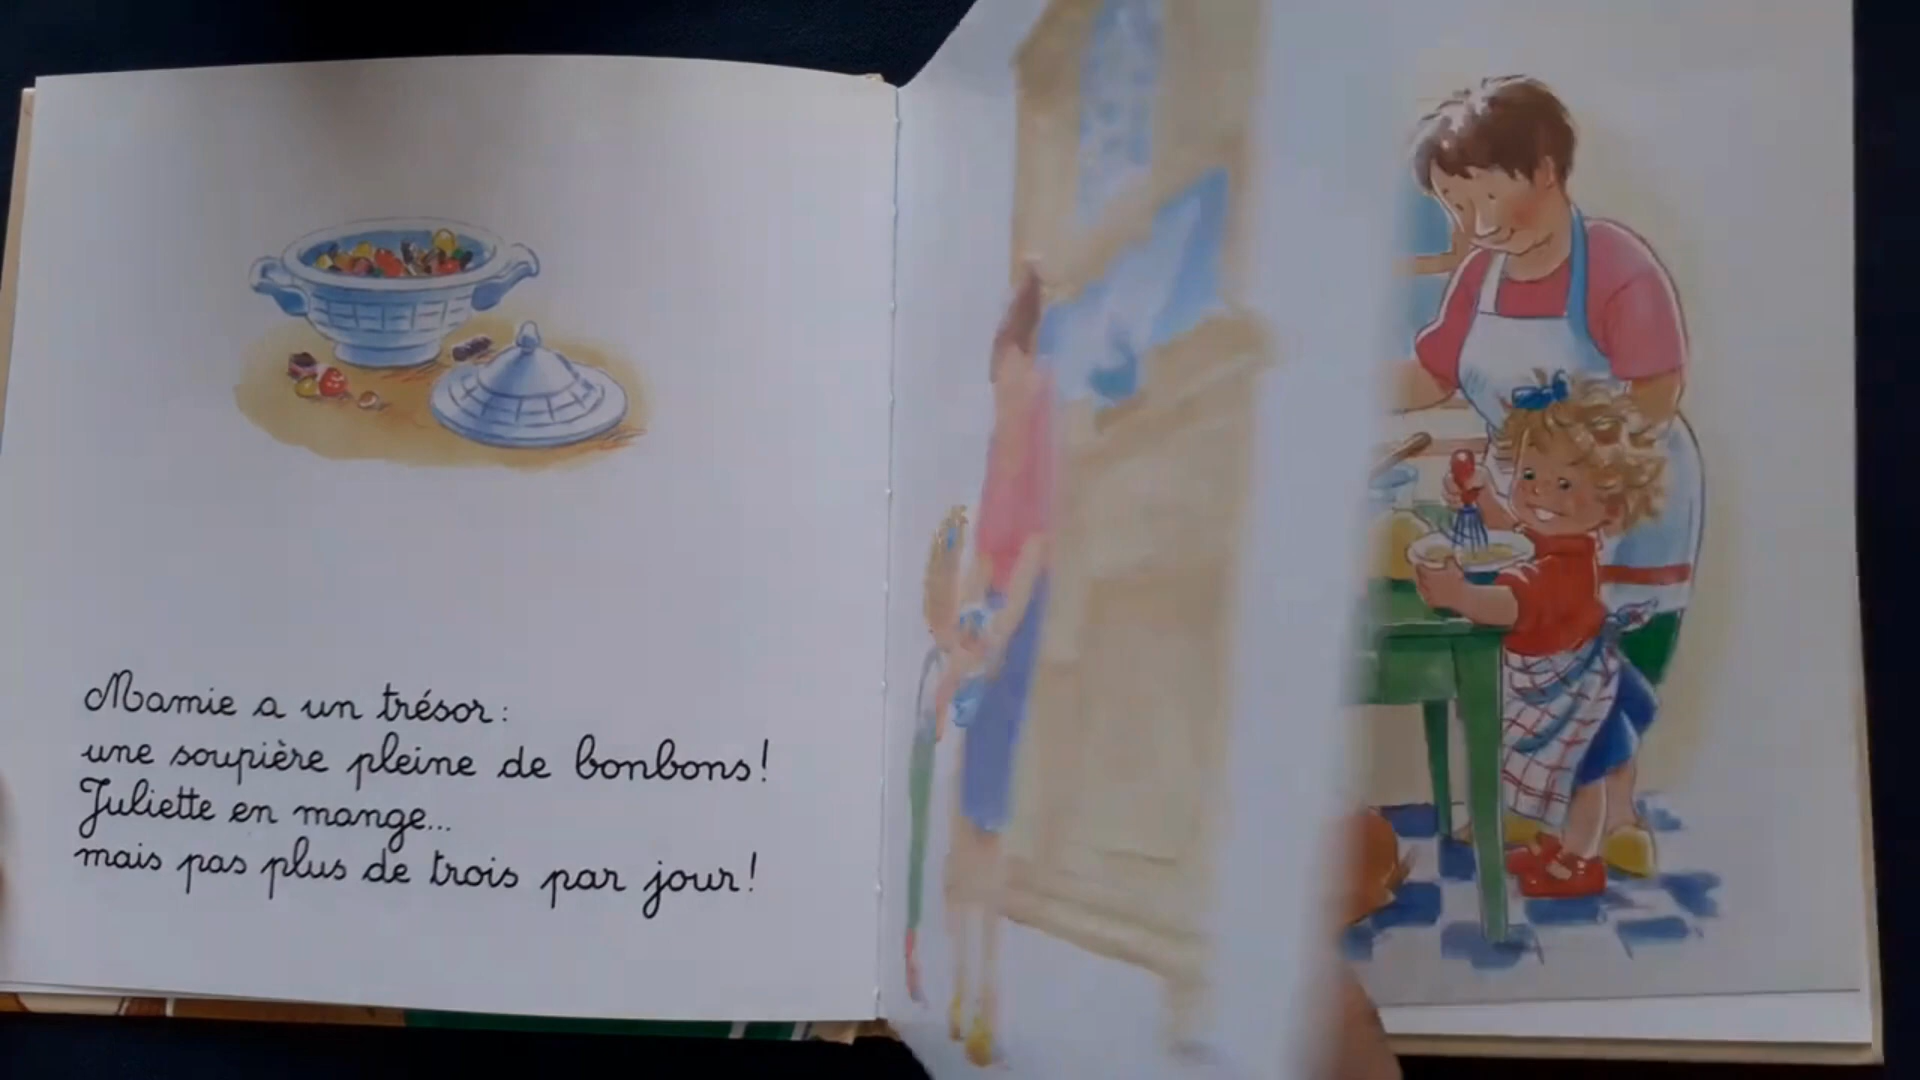 Mamie a un trésor :
une soupière pleine de bonbons !
Juliette en mange...
mais pas plus de trois par jour !